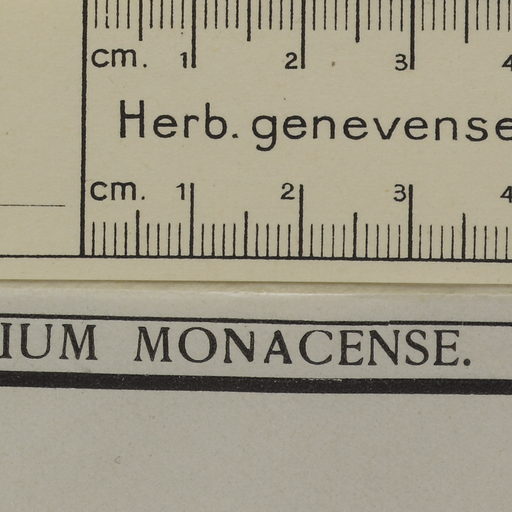 cm. 1 2 3 4
Herb. genevense
cm. 1 2 3 4
IUM MONACENSE.